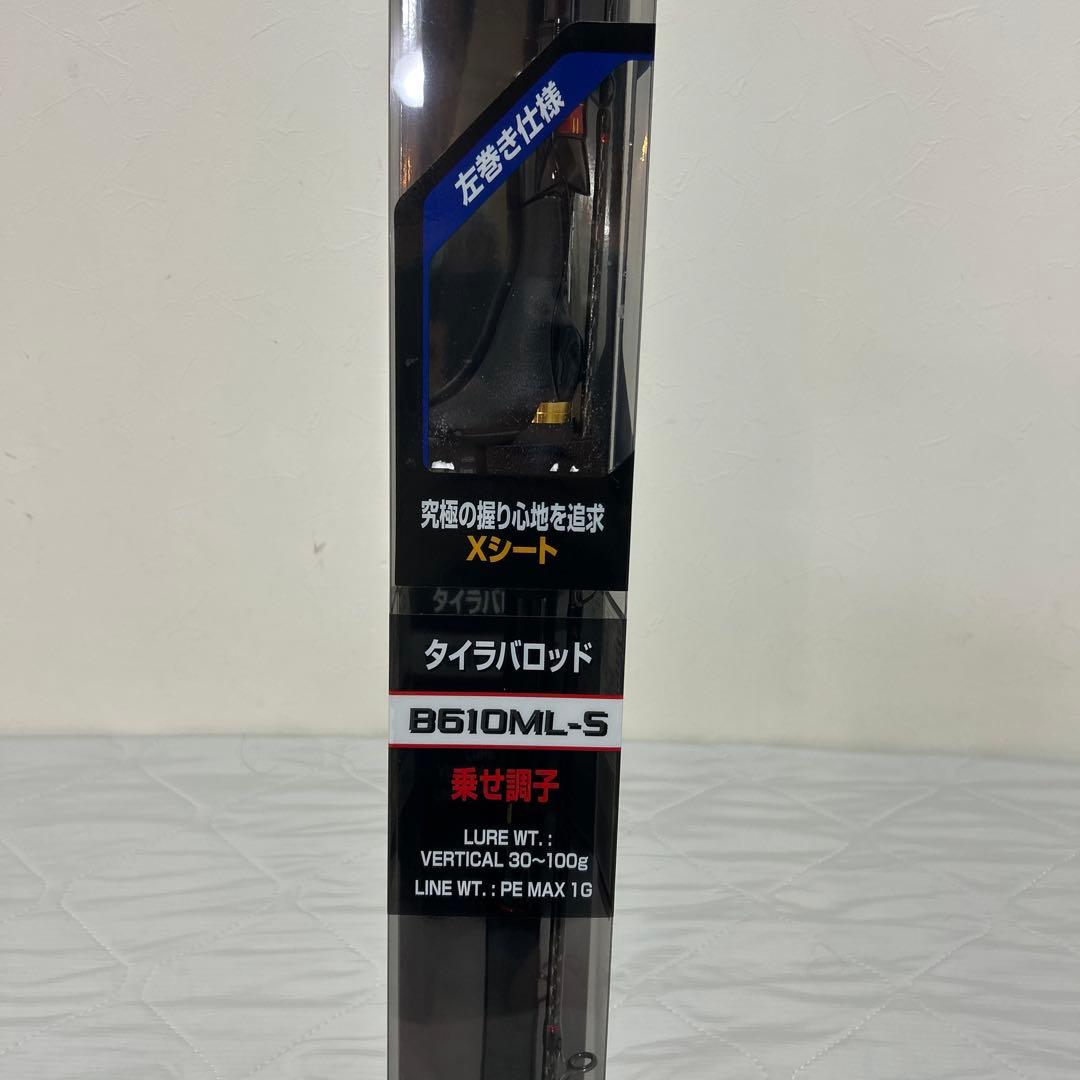 左巻き仕様
究極の握り心地を追求
Xシート
タイラバ
タイラバロッド
B610ML-S
乗せ調子
LURE WT. :
VERTICAL 30~100g
LINE WT. : PE MAX 1G